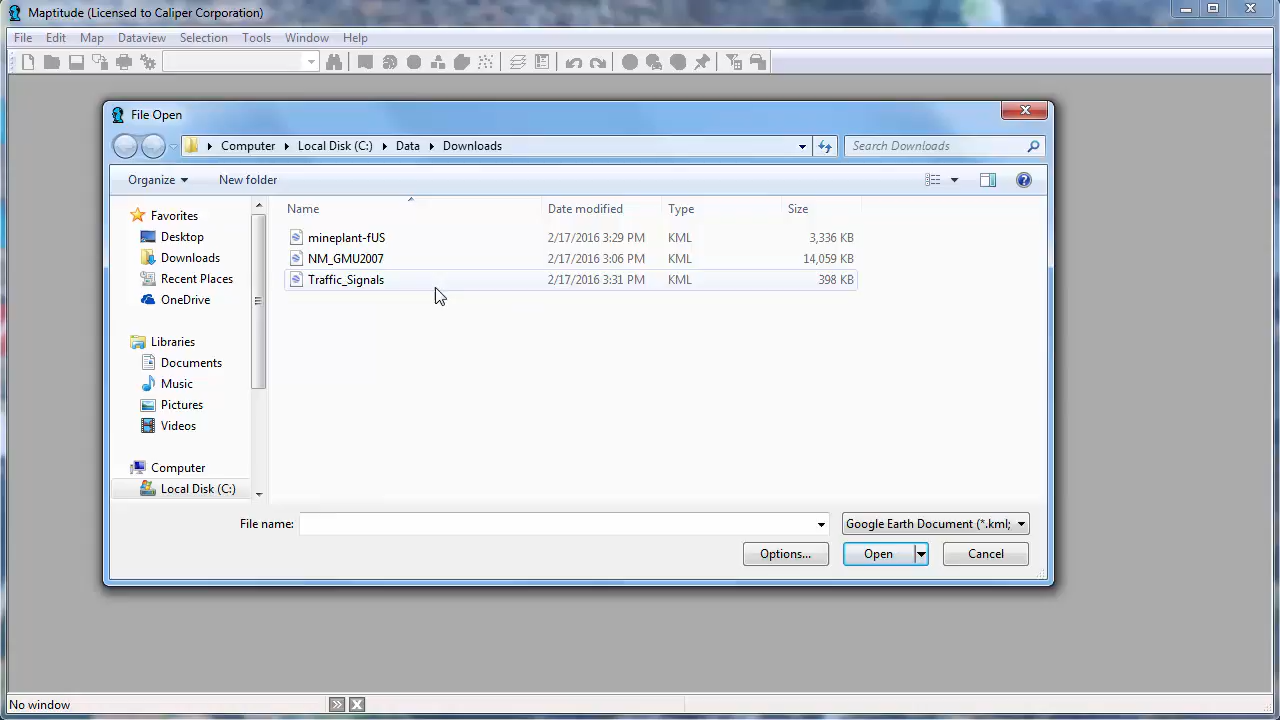 Maptitude (Licensed to Caliper Corporation)
File Edit Map Dataview Selection Tools Window Help
File Open
Computer Local Disk (C:) Data Downloads Search Downloads
Organize New folder
Name Date modified Type Size
Favorites
Desktop
Downloads
Recent Places
OneDrive
Libraries
Documents
Music
Pictures
Videos
Computer
Local Disk (C:)
mineplant-fUS 2/17/2016 3:29 PM KML 3,336 KB
NM_GMU2007 2/17/2016 3:06 PM KML 14,059 KB
Traffic_Signals 2/17/2016 3:31 PM KML 398 KB
File name: Google Earth Document (*.kml;
Options... Open Cancel
No window